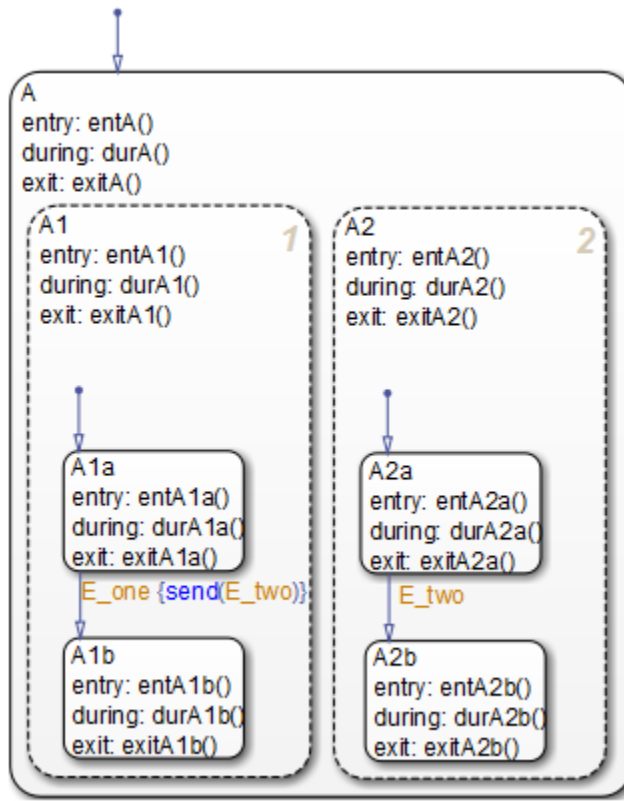 A
entry: entA()
during: durA()
exit: exitA()
A1
1
entry: entA1()
during: durA1()
exit: exitA1()
A2
2
entry: entA2()
during: durA2()
exit: exitA2()
A1a
entry: entA1a()
during: durA1a()
exit: exitA1a()
E_one {send(E_two)}
A1b
entry: entA1b()
during: durA1b()
exit: exitA1b()
A2a
entry: entA2a()
during: durA2a()
exit: exitA2a()
E_two
A2b
entry: entA2b()
during: durA2b()
exit: exitA2b()